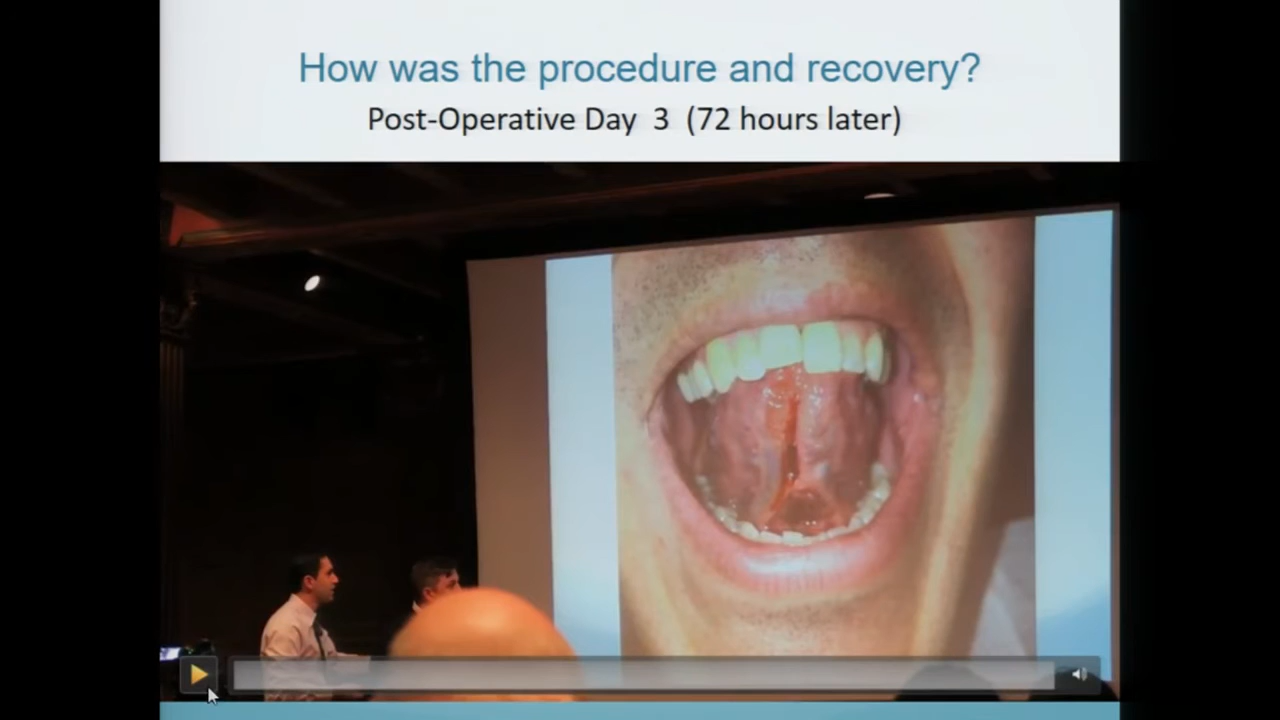 How was the procedure and recovery?
Post-Operative Day 3 (72 hours later)